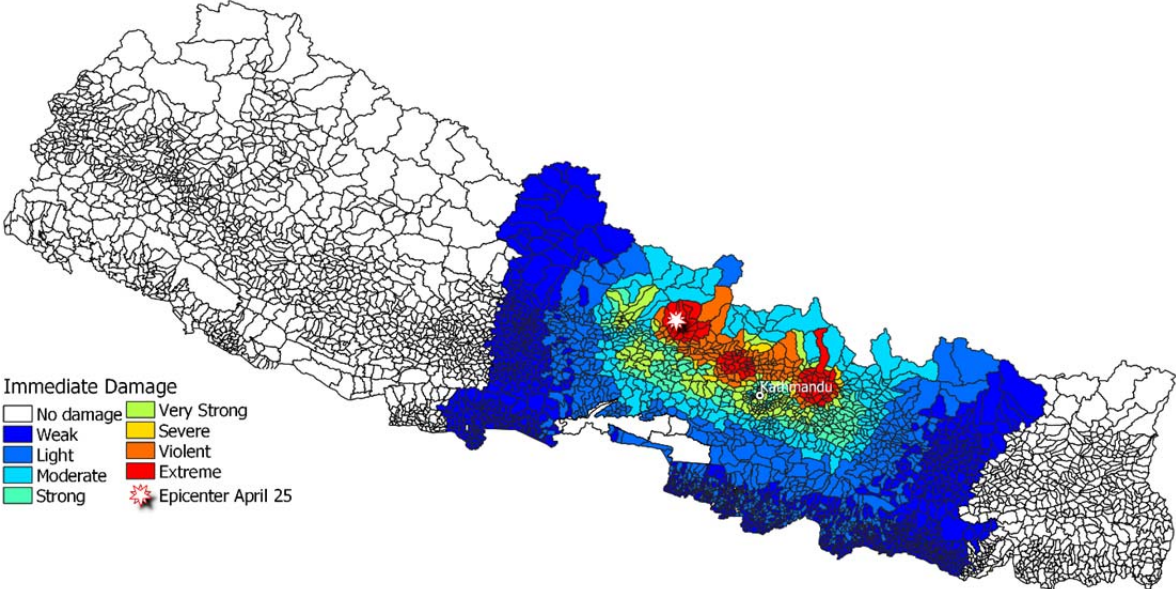 Kathmandu
Immediate Damage
No damage
Weak
Light
Moderate
Strong
Very Strong
Severe
Violent
Extreme
Epicenter April 25